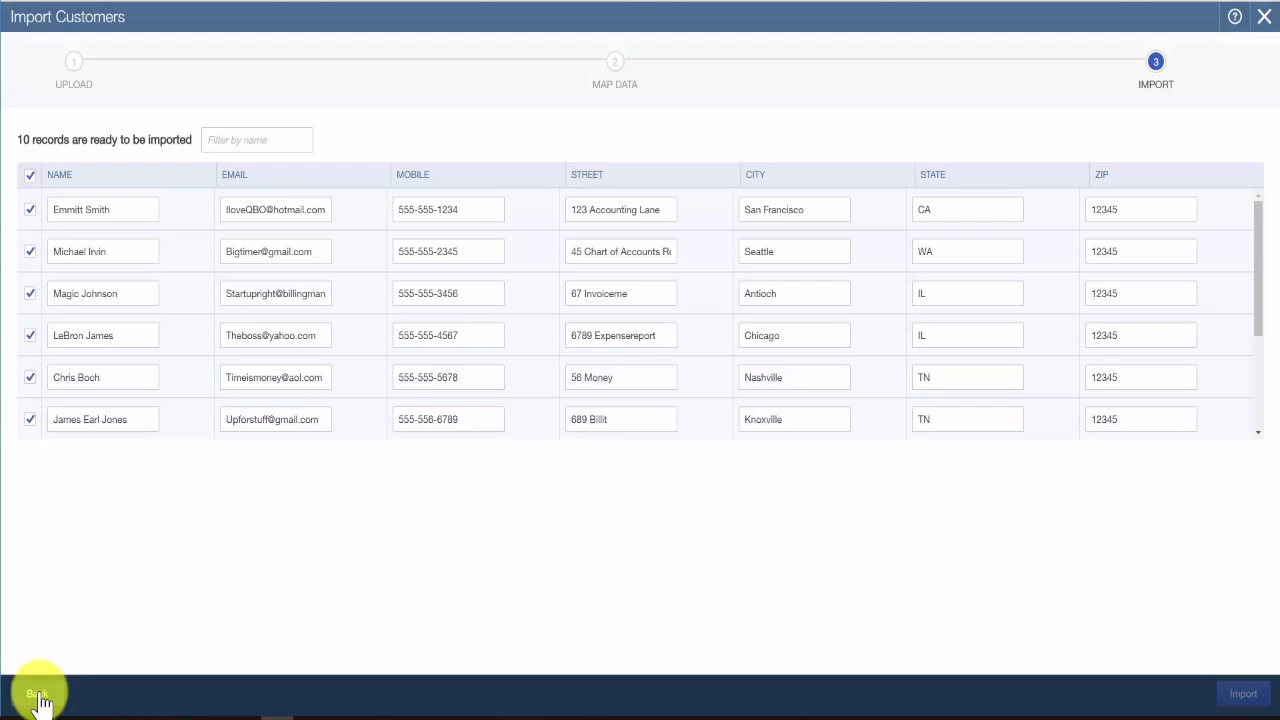 Import Customers
1 2 3
UPLOAD MAP DATA IMPORT
10 records are ready to be imported Filter by name
NAME EMAIL MOBILE STREET CITY STATE ZIP
Emmitt Smith IloveQBO@hotmail.com 555-555-1234 123 Accounting Lane San Francisco CA 12345
Michael Irvin Bigtimer@gmail.com 555-555-2345 45 Chart of Accounts Ro Seattle WA 12345
Magic Johnson Startupright@billingman 555-555-3456 67 Invoiceme Antioch IL 12345
LeBron James Theboss@yahoo.com 555-555-4567 6789 Expensereport Chicago IL 12345
Chris Boch Timeismoney@aol.com 555-555-5678 56 Money Nashville TN 12345
James Earl Jones Upforstuff@gmail.com 555-556-6789 689 Billit Knoxville TN 12345
Back Import